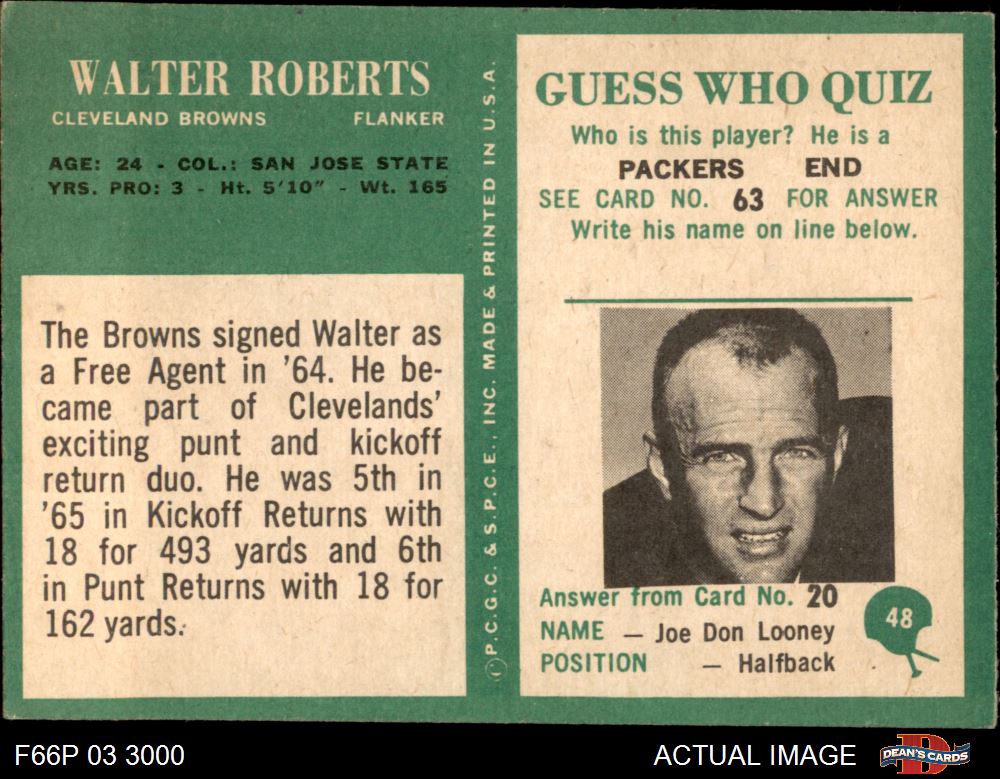 WALTER ROBERTS
CLEVELAND BROWNS FLANKER
AGE: 24 - COL.: SAN JOSE STATE
YRS. PRO: 3 - Ht. 5'10" - Wt. 165
The Browns signed Walter as
a Free Agent in '64. He be-
came part of Clevelands'
exciting punt and kickoff
return duo. He was 5th in
'65 in Kickoff Returns with
18 for 493 yards and 6th
in Punt Returns with 18 for
162 yards.
©P.C.G.C. & S.P.C.E., INC. MADE & PRINTED IN U.S.A.
GUESS WHO QUIZ
Who is this player? He is a
PACKERS END
SEE CARD NO. 63 FOR ANSWER
Write his name on line below.
Answer from Card No. 20
NAME — Joe Don Looney
POSITION — Halfback
48
F66P 03 3000
ACTUAL IMAGE
DEAN'S CARDS